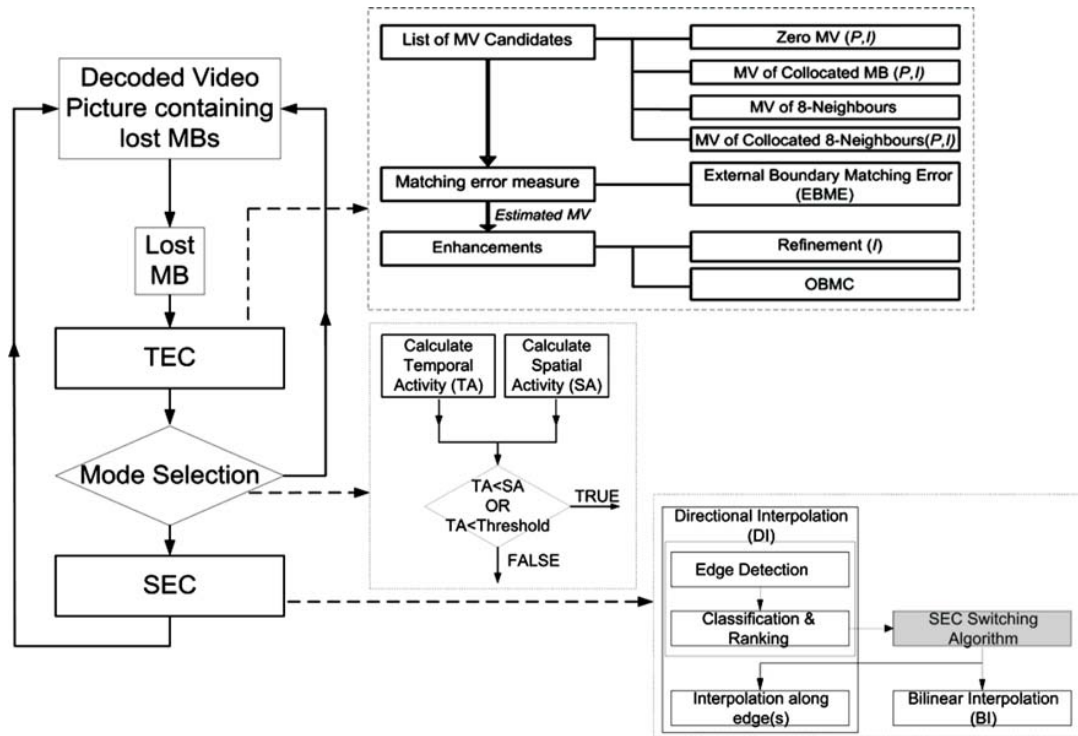 Decoded Video
Picture containing
lost MBs
Lost
MB
TEC
Mode Selection
SEC
List of MV Candidates
Zero MV (P,I)
MV of Collocated MB (P,I)
MV of 8-Neighbours
MV of Collocated 8-Neighbours(P,I)
Matching error measure
External Boundary Matching Error
(EBME)
Estimated MV
Enhancements
Refinement (I)
OBMC
Calculate
Temporal
Activity (TA)
Calculate
Spatial
Activity (SA)
TA<SA
OR
TA<Threshold
TRUE
FALSE
Directional Interpolation
(DI)
Edge Detection
Classification &
Ranking
SEC Switching
Algorithm
Interpolation along
edge(s)
Bilinear Interpolation
(BI)